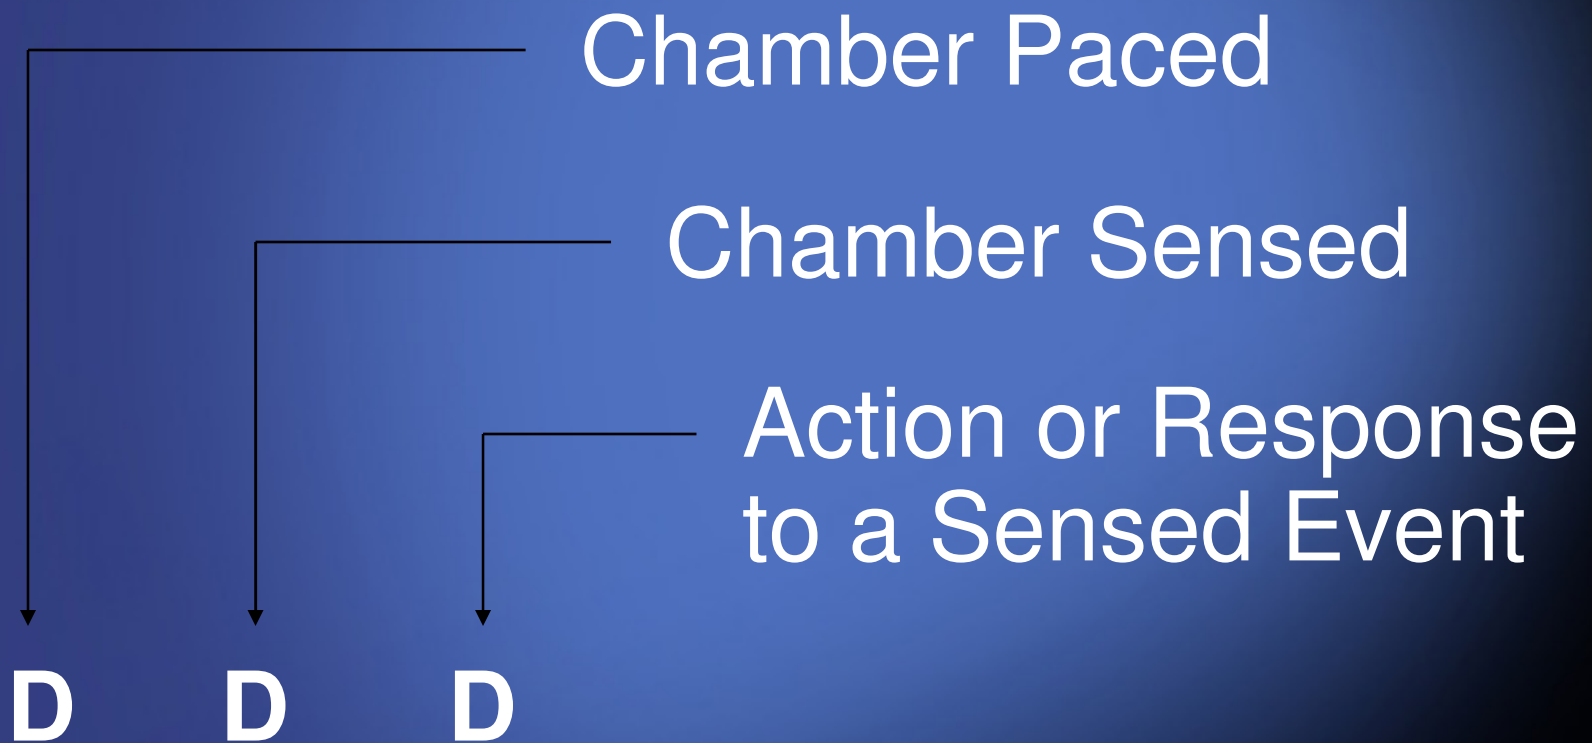 Chamber Paced
Chamber Sensed
Action or Response
to a Sensed Event
D D D